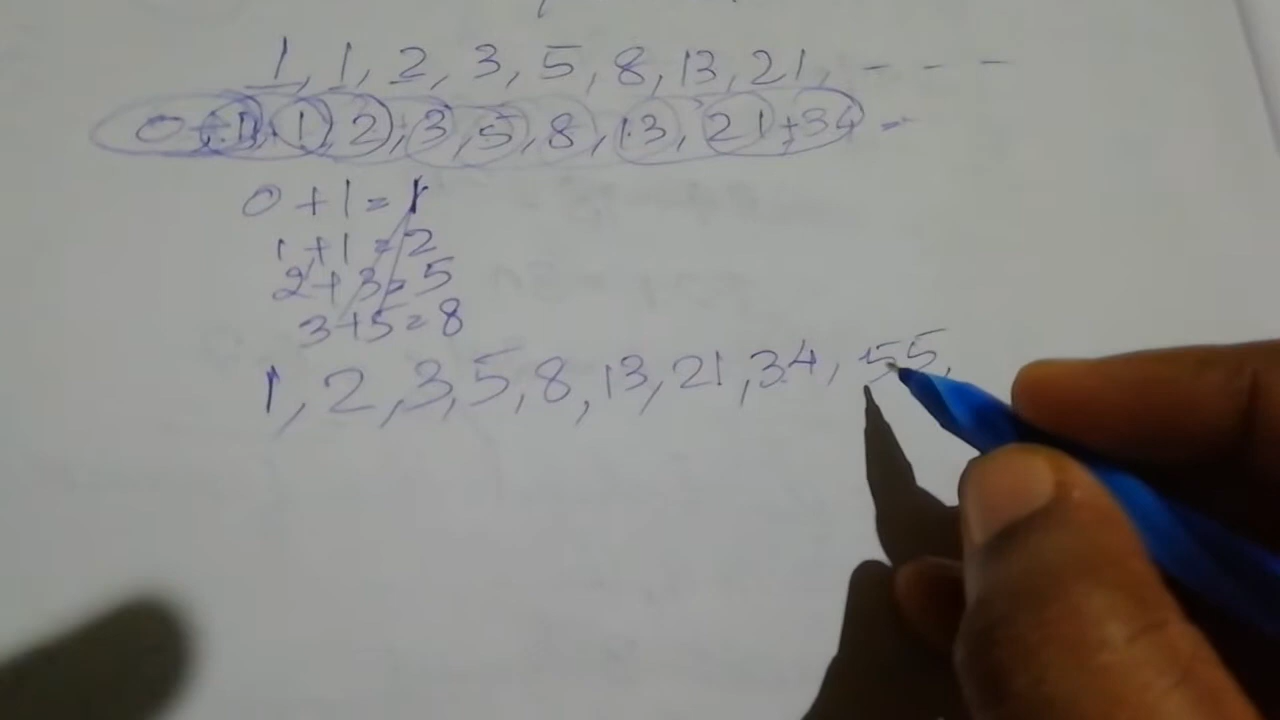 1, 1, 2, 3, 5, 8, 13, 21, - - -
0+1, 1, 2, 3, 5, 8, 13, 21+34 =
0+1=1
1+1=2
2+3=5
3+5=8
1, 2, 3, 5, 8, 13, 21, 34, 55,